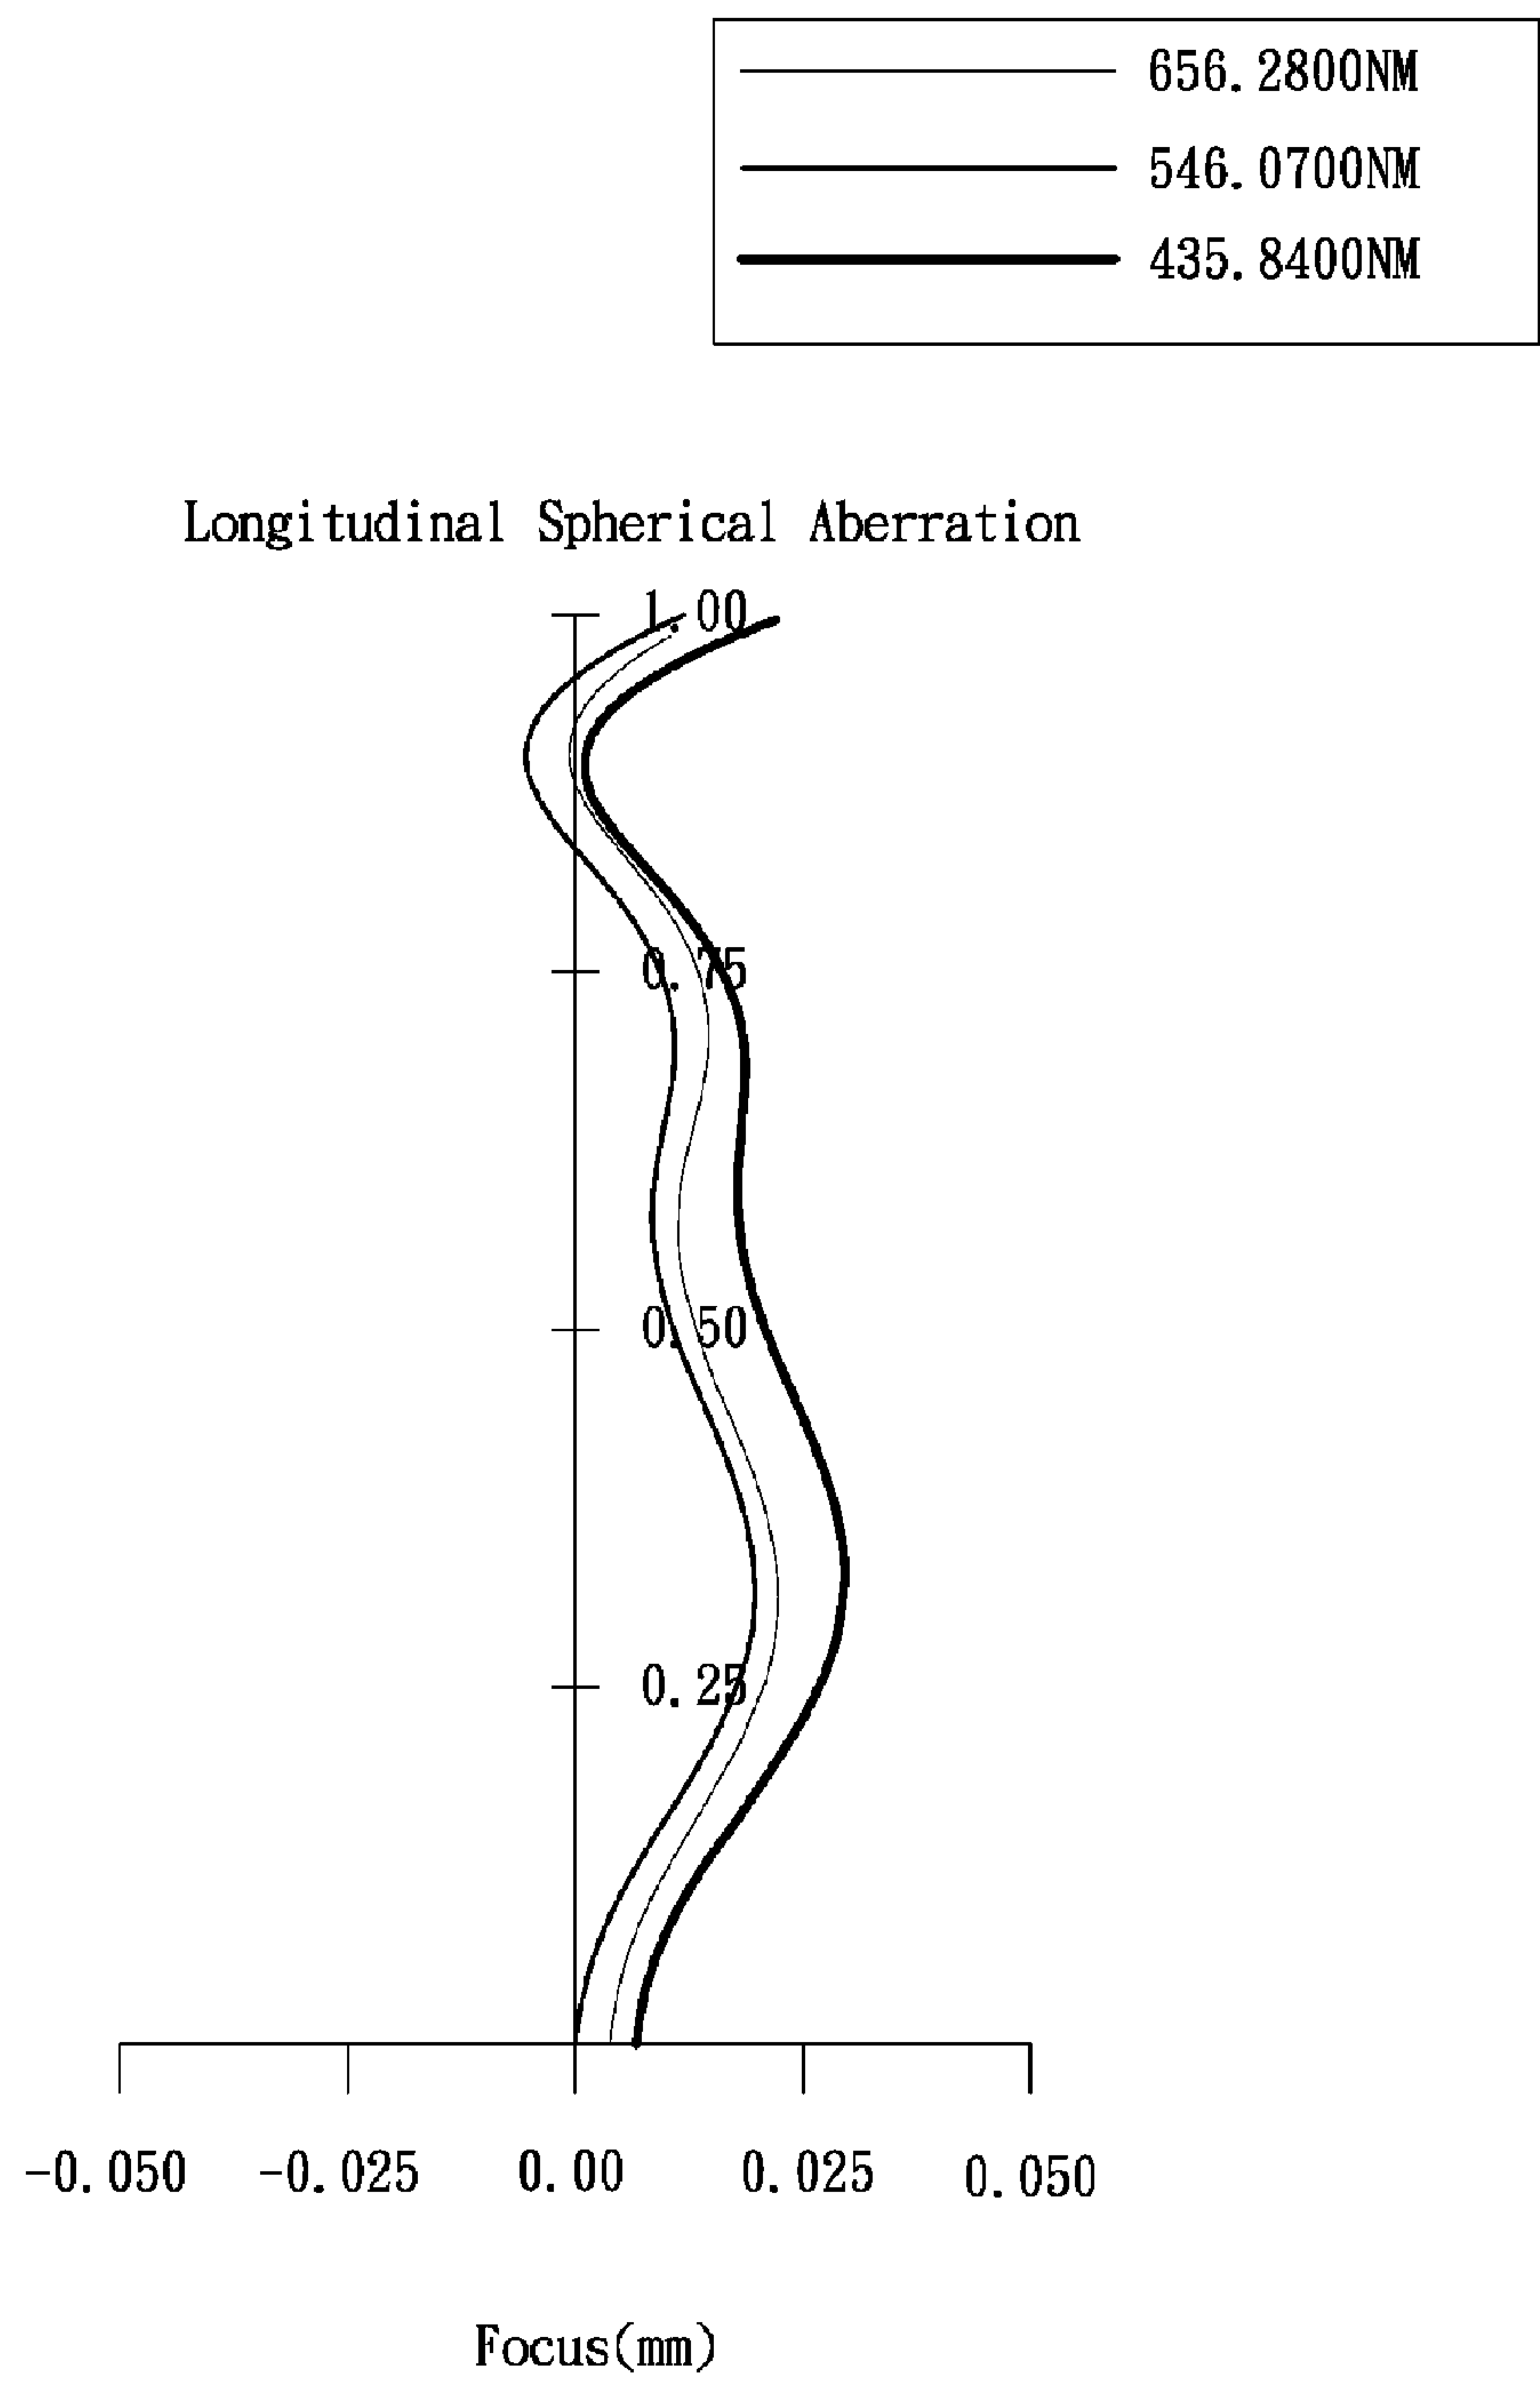 656.2800NM
546.0700NM
435.8400NM
Longitudinal Spherical Aberration
1.00
0.75
0.50
0.25
-0.050 -0.025 0.00 0.025 0.050
Focus(mm)